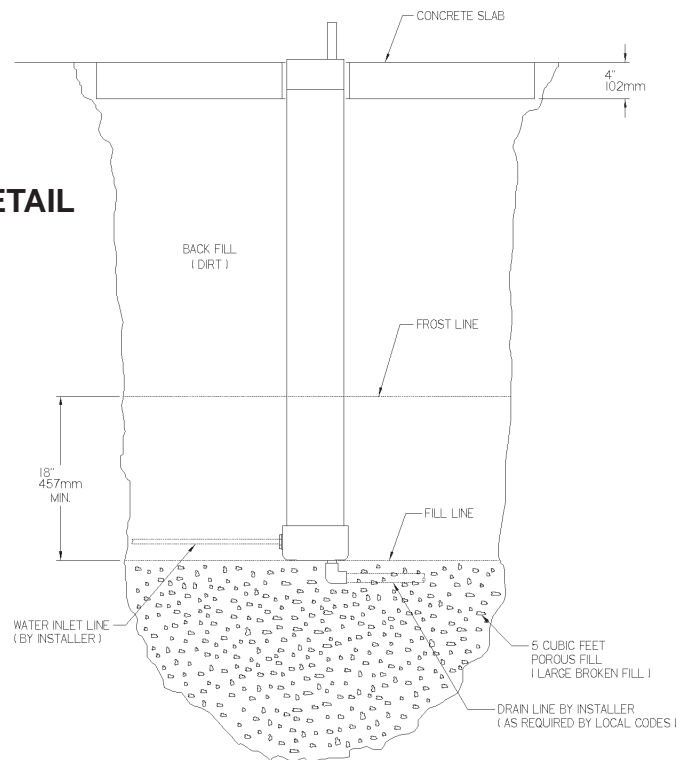 CONCRETE SLAB
4"
102mm
BACK FILL
( DIRT )
FROST LINE
18"
457mm
MIN.
FILL LINE
WATER INLET LINE
( BY INSTALLER )
5 CUBIC FEET
POROUS FILL
( LARGE BROKEN FILL )
DRAIN LINE BY INSTALLER
( AS REQUIRED BY LOCAL CODES )